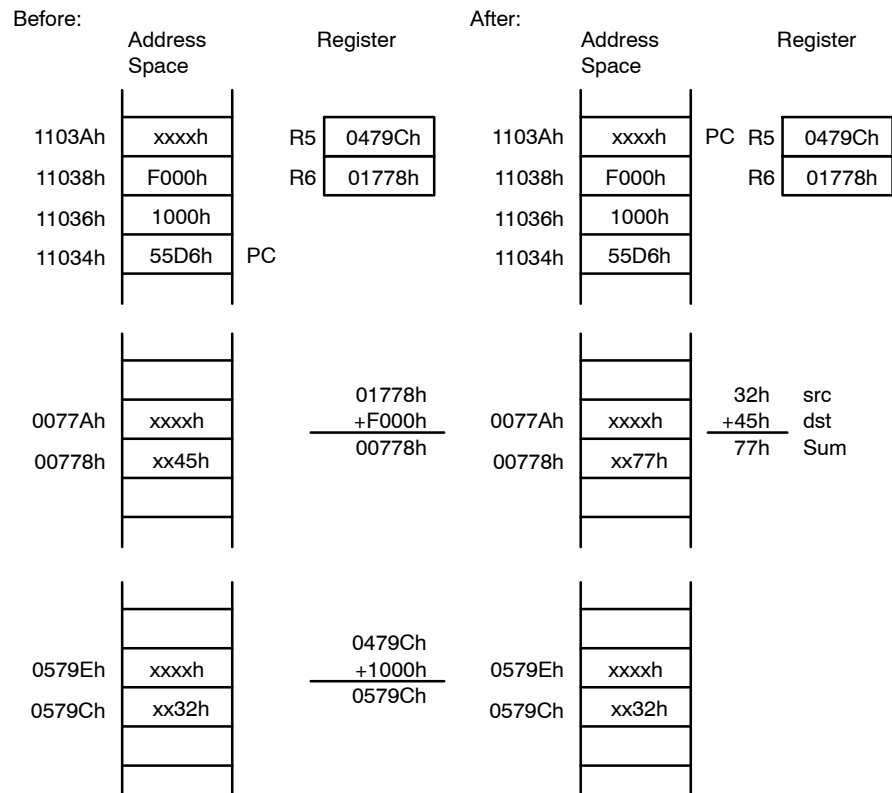 Before:
Address Space
Register
1103Ah xxxxh R5 0479Ch
11038h F000h R6 01778h
11036h 1000h
11034h 55D6h PC
0077Ah xxxxh
00778h xx45h
01778h
+F000h
00778h
0579Eh xxxxh
0579Ch xx32h
0479Ch
+1000h
0579Ch
After:
Address Space
Register
1103Ah xxxxh PC R5 0479Ch
11038h F000h R6 01778h
11036h 1000h
11034h 55D6h
0077Ah xxxxh
00778h xx77h
32h src
+45h dst
77h Sum
0579Eh xxxxh
0579Ch xx32h